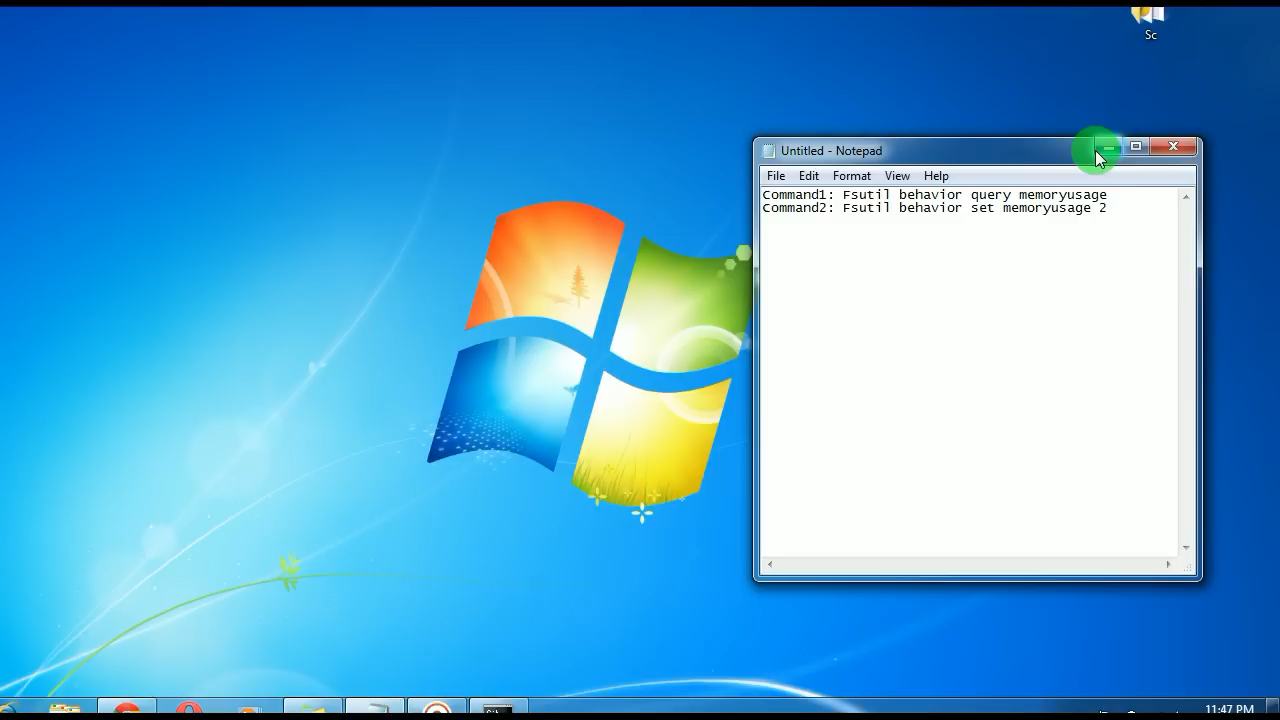 Sc
Untitled - Notepad
File Edit Format View Help
Command1: Fsutil behavior query memoryusage
Command2: Fsutil behavior set memoryusage 2
11:47 PM